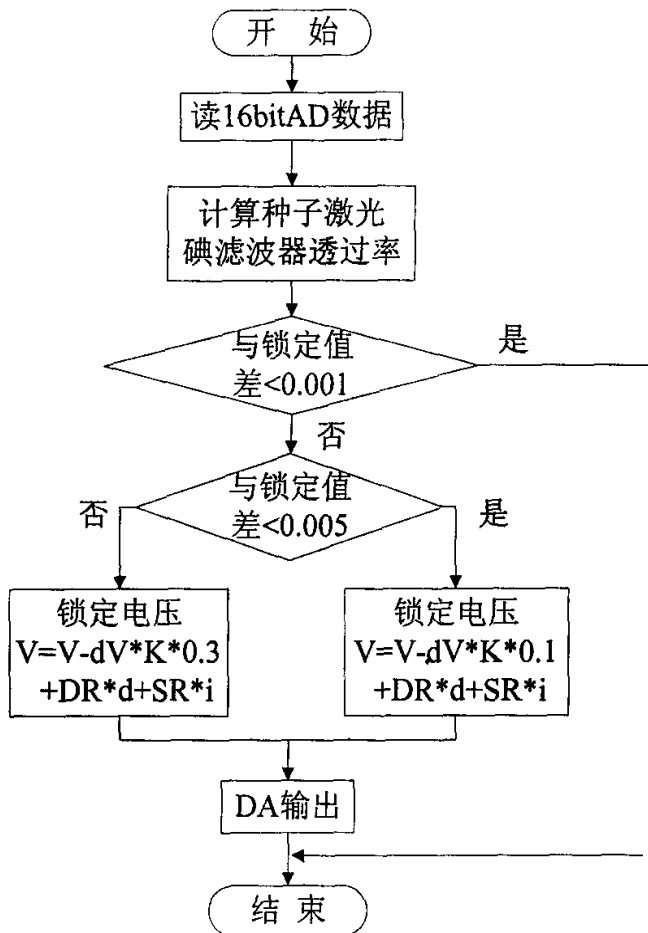 开 始
读16bitAD数据
计算种子激光
碘滤波器透过率
与锁定值
差<0.001
是
否
与锁定值
差<0.005
否
是
锁定电压
V=V-dV*K*0.3
+DR*d+SR*i
锁定电压
V=V-dV*K*0.1
+DR*d+SR*i
DA输出
结 束